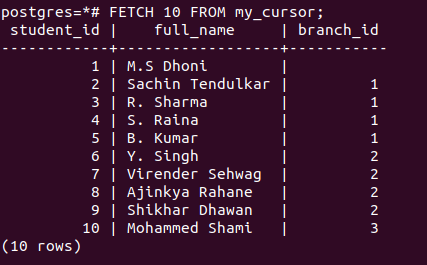 postgres=*# FETCH 10 FROM my_cursor;
 student_id |    full_name     | branch_id
------------+------------------+-----------
          1 | M.S Dhoni        |
          2 | Sachin Tendulkar |         1
          3 | R. Sharma        |         1
          4 | S. Raina         |         1
          5 | B. Kumar         |         1
          6 | Y. Singh         |         2
          7 | Virender Sehwag  |         2
          8 | Ajinkya Rahane   |         2
          9 | Shikhar Dhawan   |         2
         10 | Mohammed Shami   |         3
(10 rows)